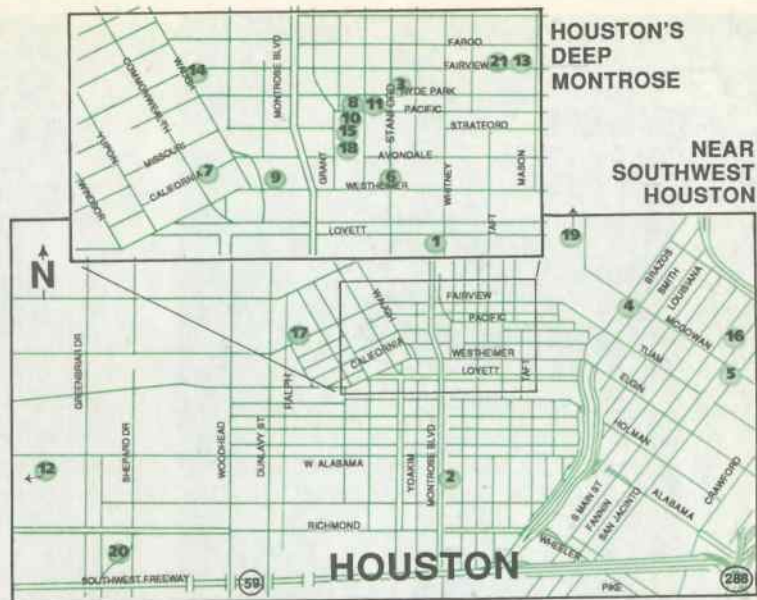 HOUSTON'S
DEEP
MONTROSE
NEAR
SOUTHWEST
HOUSTON
FARGO
FAIRVIEW
21
13
HYDE PARK
3
PACIFIC
8
11
10
15
18
STRATFORD
STANFORD
AVONDALE
GRANT
WESTHEIMER
6
WHITNEY
TAFT
MASON
LOVETT
MONTROSE BLVD
WAUGH
14
COMMONWEALTH
MISSOURI
CALIFORNIA
7
9
YUPON
WINDSOR
1
19
N
FAIRVIEW
PACIFIC
WESTHEIMER
LOVETT
TAFT
WAUGH
CALIFORNIA
17
RALPH
GREENBRIAR DR
SHEPARD DR
WOODHEAD
DUNLAVY ST
W ALABAMA
YOAKIM
MONTROSE BLVD
2
12
RICHMOND
20
SOUTHWEST FREEWAY
59
HOUSTON
BRAZOS
SMITH
LOUISIANA
4
MCGOWAN
16
5
TUAM
ELGIN
HOLMAN
CRAWFORD
ALABAMA
S MAIN ST
FANNIN
SAN JACINTO
WHEELER
PIKE
288